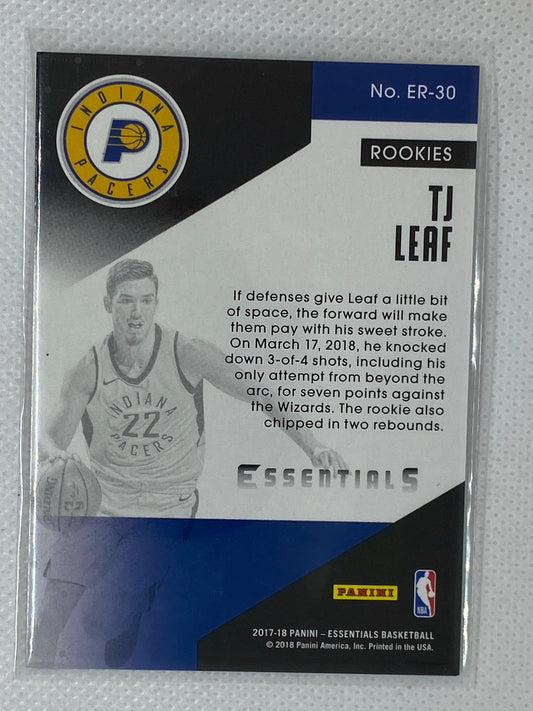 No. ER-30
INDIANA
PACERS
ROOKIES
TJ
LEAF
If defenses give Leaf a little bit
of space, the forward will make
them pay with his sweet stroke.
On March 17, 2018, he knocked
down 3-of-4 shots, including his
only attempt from beyond the
arc, for seven points against
the Wizards. The rookie also
chipped in two rebounds.
INDIANA
22
PACERS
ESSENTIALS
PANINI
NBA
2017-18 PANINI – ESSENTIALS BASKETBALL
© 2018 Panini America, Inc. Printed in the USA.